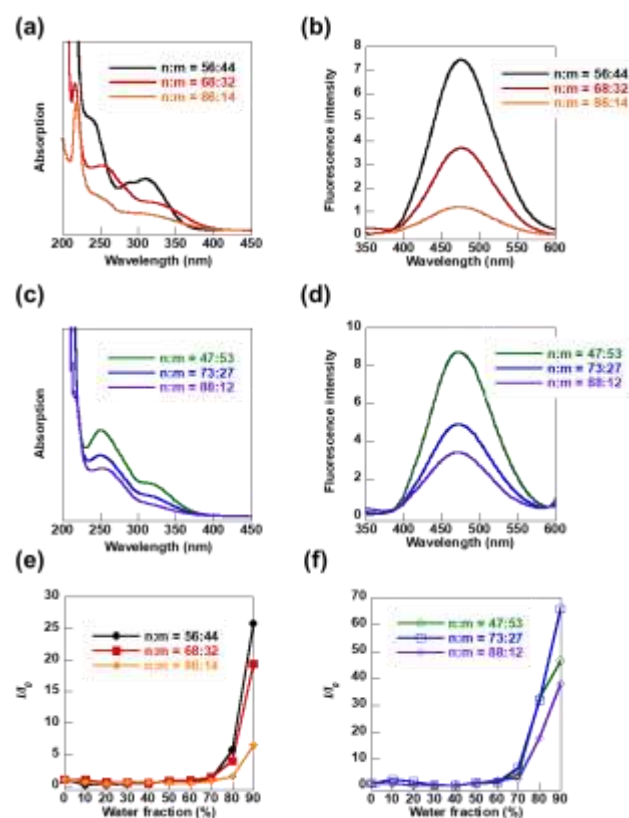 (a)
n:m = 56:44
n:m = 68:32
n:m = 86:14
Absorption
200 250 300 350 400 450
Wavelength (nm)
(b)
8
7
6
5
4
3
2
1
0
n:m = 56:44
n:m = 68:32
n:m = 86:14
Fluorescence intensity
350 400 450 500 550 600
Wavelength (nm)
(c)
n:m = 47:53
n:m = 73:27
n:m = 88:12
Absorption
200 250 300 350 400 450
Wavelength (nm)
(d)
10
8
6
4
2
0
n:m = 47:53
n:m = 73:27
n:m = 88:12
Fluorescence intensity
350 400 450 500 550 600
Wavelength (nm)
(e)
30
25
20
15
10
5
0
n:m = 56:44
n:m = 68:32
n:m = 86:14
I/I0
0 10 20 30 40 50 60 70 80 90
Water fraction (%)
(f)
70
60
50
40
30
20
10
0
n:m = 47:53
n:m = 73:27
n:m = 88:12
I/I0
0 10 20 30 40 50 60 70 80 90
Water fraction (%)